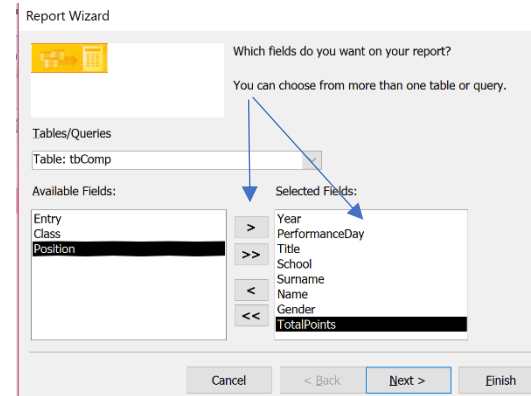 Report Wizard
Which fields do you want on your report?
You can choose from more than one table or query.
Tables/Queries
Table: tbComp
Available Fields:
Entry
Class
Position
>
>>
<
<<
Selected Fields:
Year
PerformanceDay
Title
School
Surname
Name
Gender
TotalPoints
Cancel
< Back
Next >
Finish